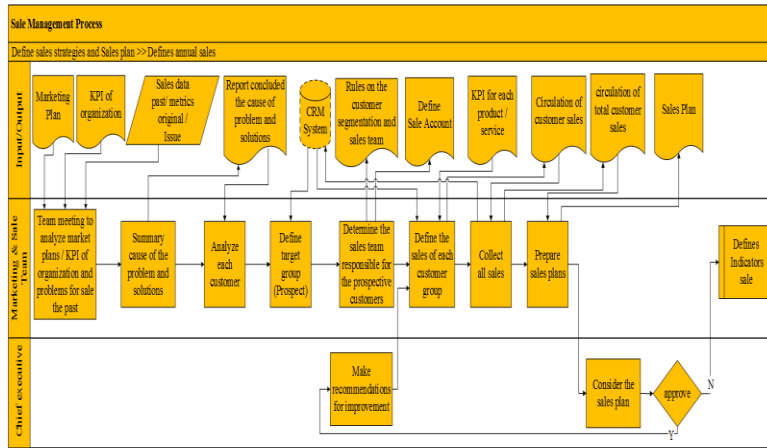 Sale Management Process
Define sales strategies and Sales plan >> Defines annual sales
Input/Output
Marketing
Plan
KPI of
organization
Sales data
past/ metrics
original /
Issue
Report concluded
the cause of
problem and
solutions
CRM
System
Rules on the
customer
segmentation and
sales team
Define
Sale Account
KPI for each
product /
service
Circulation of
customer sales
circulation of
total customer
sales
Sales Plan
Marketing & Sale
Team
Team meeting to
analyze market
plans / KPI of
organization and
problems for sale
the past
Summary
cause of the
problem and
solutions
Analyze
each
customer
Define
target
group
(Prospect)
Determine the
sales team
responsible for
the prospective
customers
Define the
sales of each
customer
group
Collect
all sales
Prepare
sales plans
Defines
Indicators
sale
Chief executive
Make
recommendations
for improvement
Consider the
sales plan
approve
N
Y